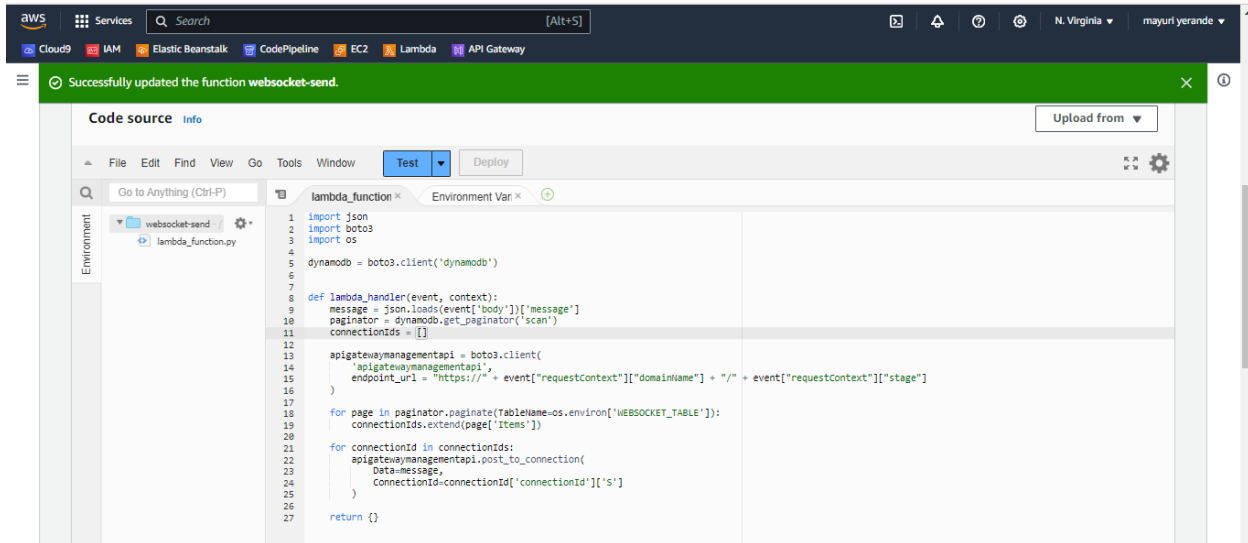 aws Services Search [Alt+S] N. Virginia ▼ mayuri yerande ▼
Cloud9 IAM Elastic Beanstalk CodePipeline EC2 Lambda API Gateway
Successfully updated the function websocket-send.
Code source Info Upload from ▼
File Edit Find View Go Tools Window Test Deploy
Go to Anything (Ctrl-P) lambda_function × Environment Vari ×
Environment
websocket-send - /
lambda_function.py
1 import json
2 import boto3
3 import os
4
5 dynamodb = boto3.client('dynamodb')
6
7
8 def lambda_handler(event, context):
9     message = json.loads(event['body'])['message']
10     paginator = dynamodb.get_paginator('scan')
11     connectionIds = []
12
13     apigatewaymanagementapi = boto3.client(
14         'apigatewaymanagementapi',
15         endpoint_url = "https://" + event["requestContext"]["domainName"] + "/" + event["requestContext"]["stage"]
16     )
17
18     for page in paginator.paginate(TableName=os.environ['WEBSOCKET_TABLE']):
19         connectionIds.extend(page['Items'])
20
21     for connectionId in connectionIds:
22         apigatewaymanagementapi.post_to_connection(
23             Data=message,
24             ConnectionId=connectionId['connectionId']['S']
25         )
26
27     return {}